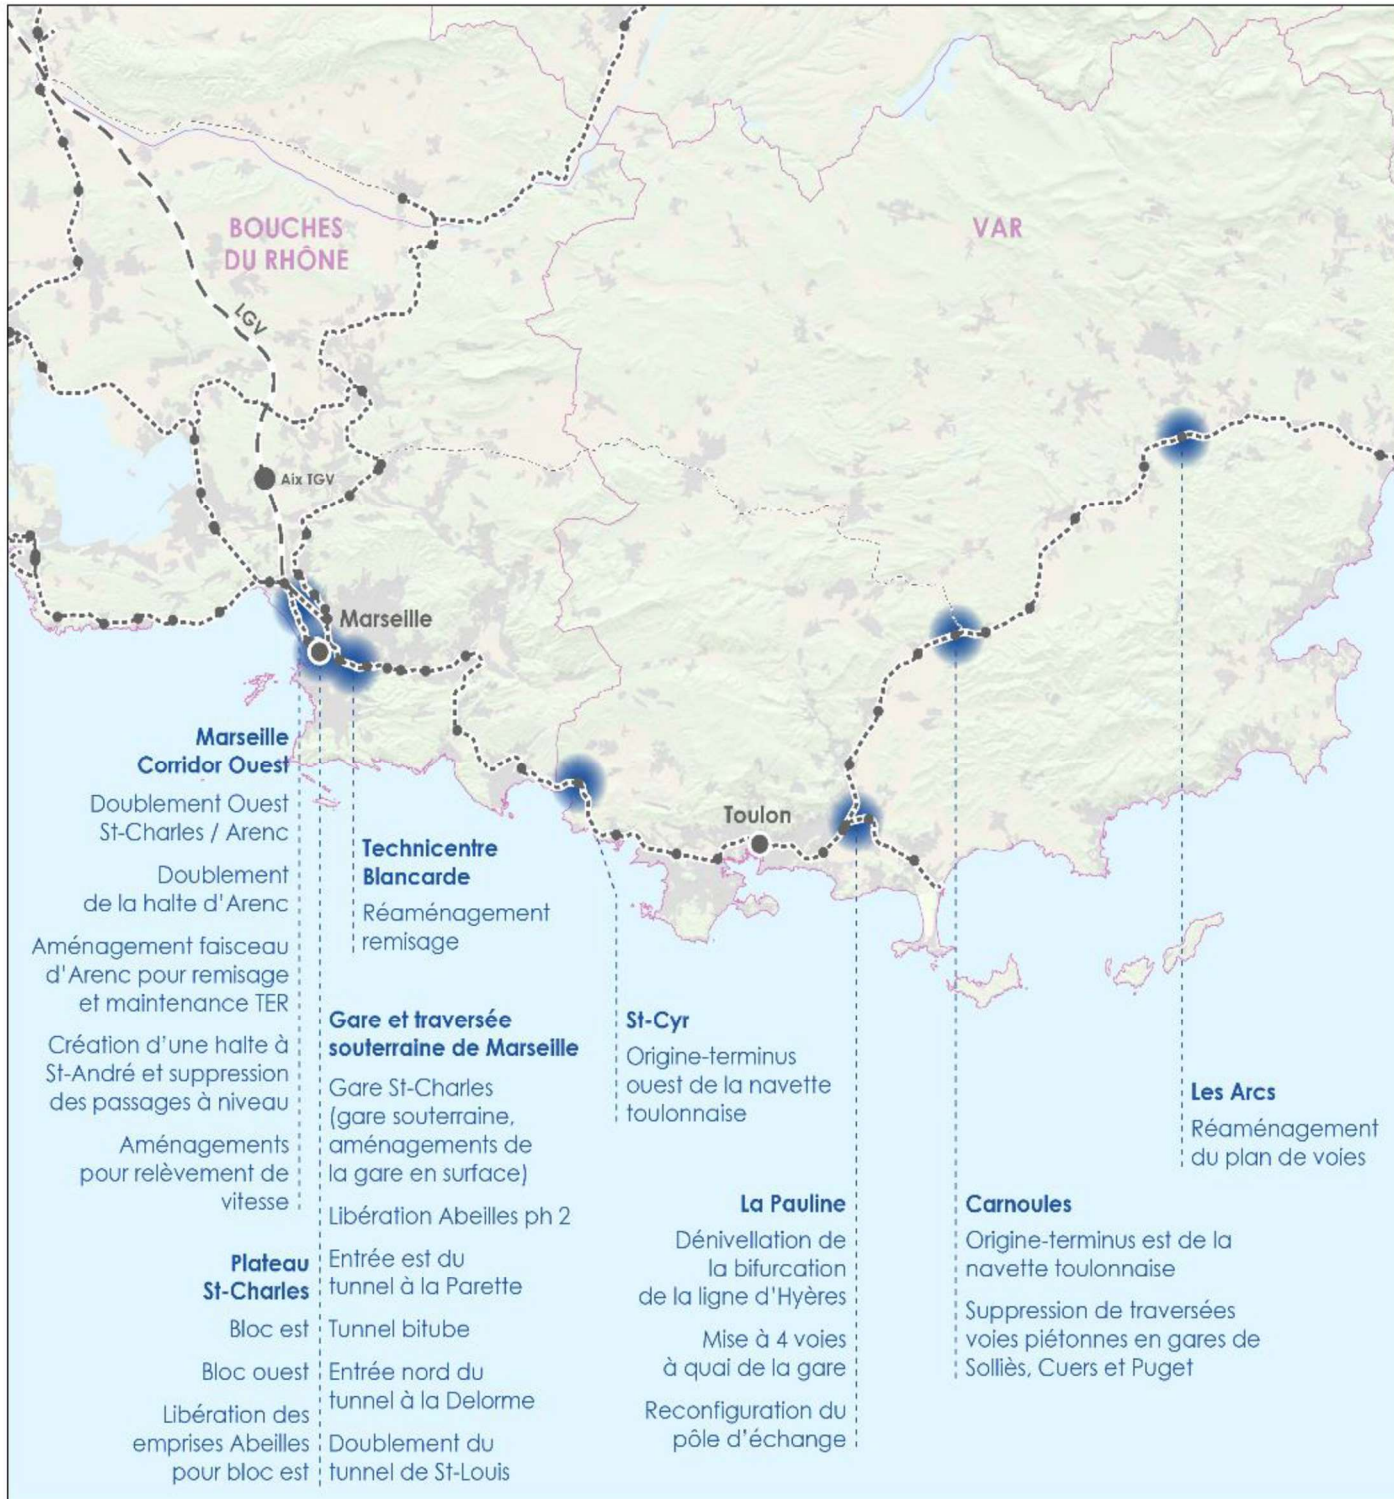 BOUCHES
DU RHÔNE
VAR
LGV
Aix TGV
Marseille
Toulon
Marseille
Corridor Ouest
Doublement Ouest
St-Charles / Arenc
Doublement
de la halte d'Arenc
Aménagement faisceau
d'Arenc pour remisage
et maintenance TER
Création d'une halte à
St-André et suppression
des passages à niveau
Aménagements
pour relèvement de
vitesse
Plateau
St-Charles
Bloc est
Bloc ouest
Libération des
emprises Abeilles
pour bloc est
Technicentre
Blancarde
Réaménagement
remisage
Gare et traversée
souterraine de Marseille
Gare St-Charles
(gare souterraine,
aménagements de
la gare en surface)
Libération Abeilles ph 2
Entrée est du
tunnel à la Parette
Tunnel bitube
Entrée nord du
tunnel à la Delorme
Doublement du
tunnel de St-Louis
St-Cyr
Origine-terminus
ouest de la navette
toulonnaise
La Pauline
Dénivellation de
la bifurcation
de la ligne d'Hyères
Mise à 4 voies
à quai de la gare
Reconfiguration du
pôle d'échange
Carnoules
Origine-terminus est de la
navette toulonnaise
Suppression de traversées
voies piétonnes en gares de
Solliès, Cuers et Puget
Les Arcs
Réaménagement
du plan de voies